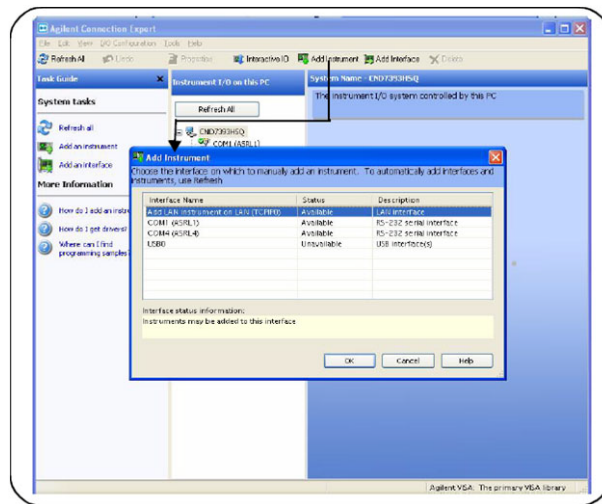 Agilent Connection Expert
File Edit View I/O Configuration Tools Help
Refresh All Undo Properties Interactive IO Add Instrument Add Interface Delete
Task Guide
Instrument I/O on this PC
System Name - CND7393HSQ
The instrument I/O system controlled by this PC
System tasks
Refresh All
Refresh all
CND7393HSQ
COM1 (ASRL1)
Add an instrument
Add an interface
More Information
How do I add an instru
How do I get drivers?
Where can I find
programming samples?
Add Instrument
Choose the interface on which to manually add an instrument. To automatically add interfaces and
instruments, use Refresh
Interface Name Status Description
Add LAN instrument on LAN (TCPIP0) Available LAN interface
COM1 (ASRL1) Available RS-232 serial interface
COM4 (ASRL4) Available RS-232 serial interface
USB0 Unavailable USB interface(s)
Interface status information:
Instruments may be added to this interface
OK Cancel Help
Agilent VISA: The primary VISA library